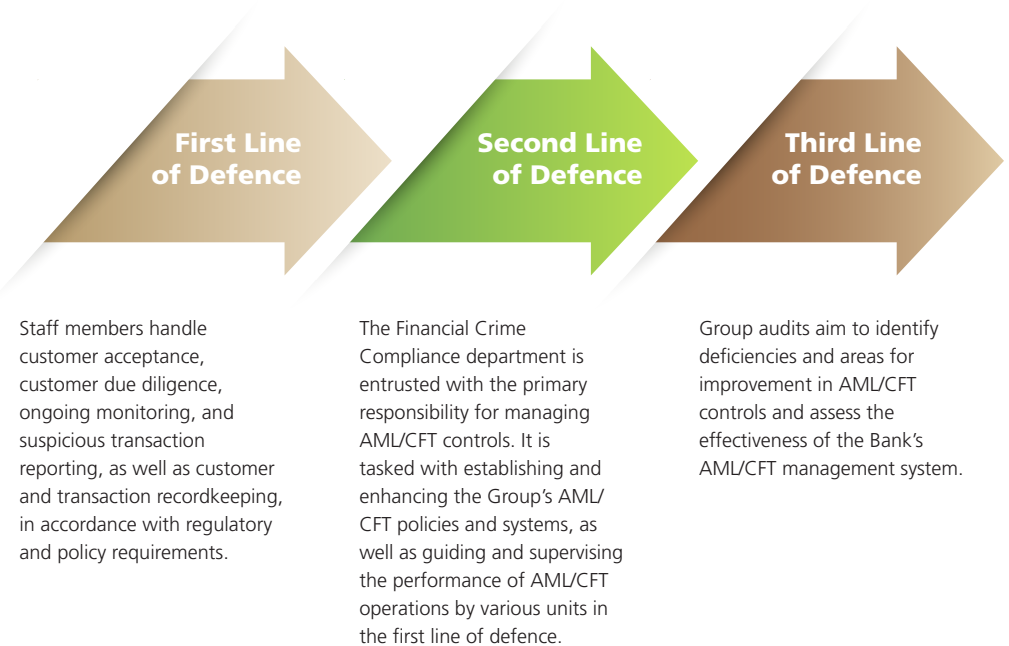 First Line
of Defence
Staff members handle
customer acceptance,
customer due diligence,
ongoing monitoring, and
suspicious transaction
reporting, as well as customer
and transaction recordkeeping,
in accordance with regulatory
and policy requirements.
Second Line
of Defence
The Financial Crime
Compliance department is
entrusted with the primary
responsibility for managing
AML/CFT controls. It is
tasked with establishing and
enhancing the Group’s AML/
CFT policies and systems, as
well as guiding and supervising
the performance of AML/CFT
operations by various units in
the first line of defence.
Third Line
of Defence
Group audits aim to identify
deficiencies and areas for
improvement in AML/CFT
controls and assess the
effectiveness of the Bank’s
AML/CFT management system.